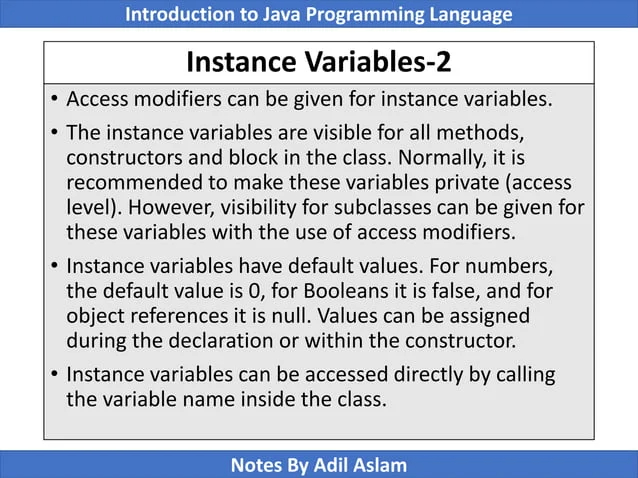 Introduction to Java Programming Language
Instance Variables-2
• Access modifiers can be given for instance variables.
• The instance variables are visible for all methods,
constructors and block in the class. Normally, it is
recommended to make these variables private (access
level). However, visibility for subclasses can be given for
these variables with the use of access modifiers.
• Instance variables have default values. For numbers,
the default value is 0, for Booleans it is false, and for
object references it is null. Values can be assigned
during the declaration or within the constructor.
• Instance variables can be accessed directly by calling
the variable name inside the class.
Notes By Adil Aslam